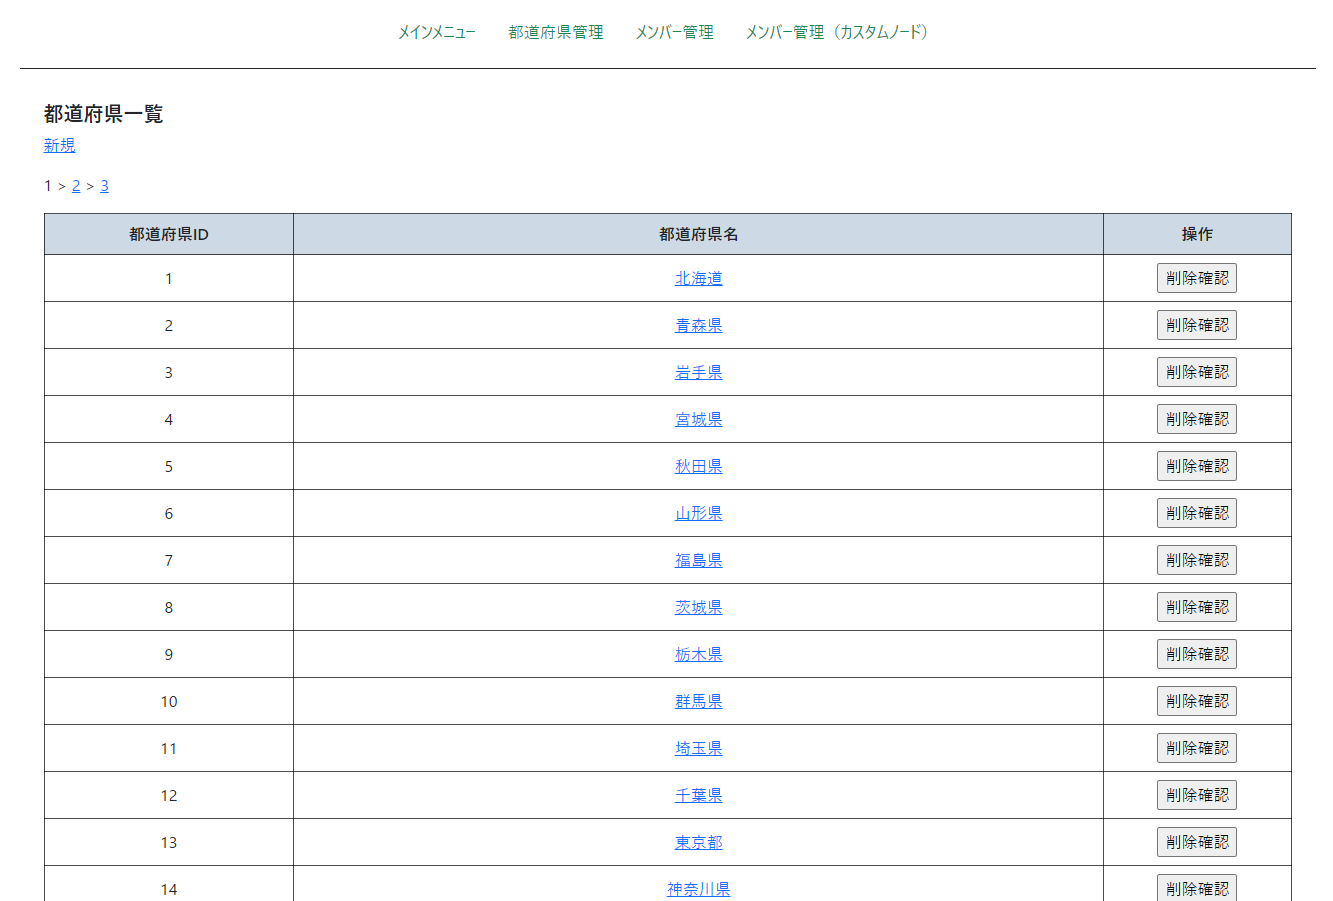 メインメニュー 都道府県管理 メンバー管理 メンバー管理（カスタムノード）
都道府県一覧
新規
1 > 2 > 3
都道府県ID 都道府県名 操作
1 北海道 削除確認
2 青森県 削除確認
3 岩手県 削除確認
4 宮城県 削除確認
5 秋田県 削除確認
6 山形県 削除確認
7 福島県 削除確認
8 茨城県 削除確認
9 栃木県 削除確認
10 群馬県 削除確認
11 埼玉県 削除確認
12 千葉県 削除確認
13 東京都 削除確認
14 神奈川県 削除確認